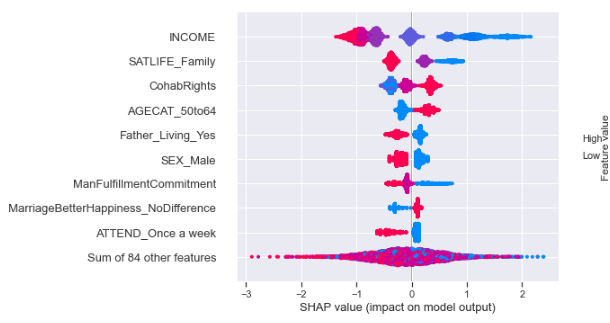 INCOME
SATLIFE_Family
CohabRights
AGECAT_50to64
Father_Living_Yes
SEX_Male
ManFulfillmentCommitment
MarriageBetterHappiness_NoDifference
ATTEND_Once a week
Sum of 84 other features
−3 −2 −1 0 1 2
SHAP value (impact on model output)
High
Low
Feature value